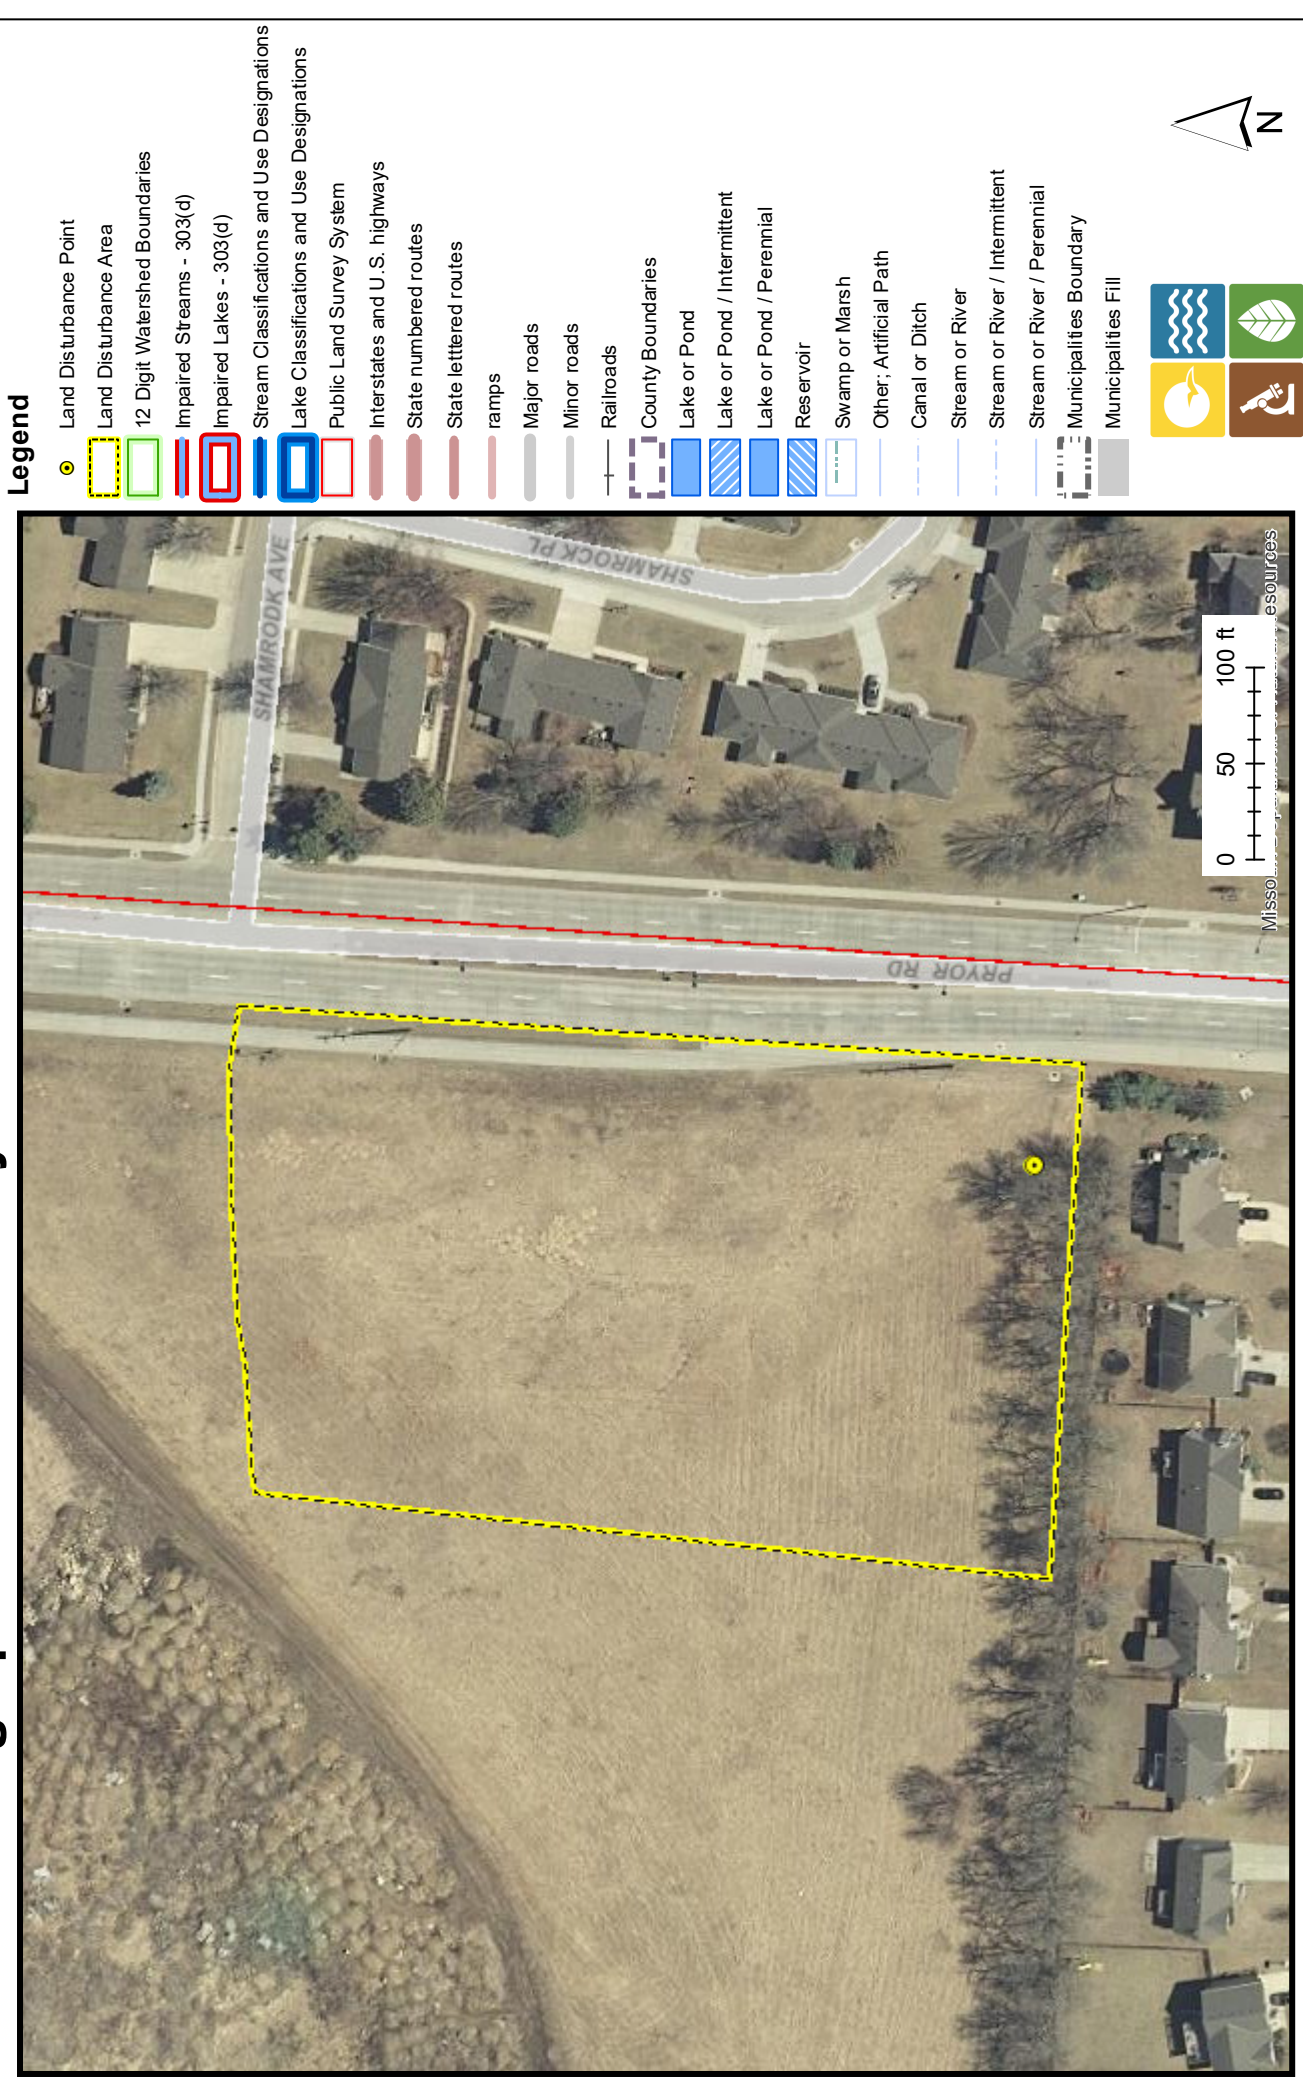 Legend
Land Disturbance Point
Land Disturbance Area
12 Digit Watershed Boundaries
Impaired Streams - 303(d)
Impaired Lakes - 303(d)
Stream Classifications and Use Designations
Lake Classifications and Use Designations
Public Land Survey System
Interstates and U.S. highways
State numbered routes
State letttered routes
ramps
Major roads
Minor roads
Railroads
County Boundaries
Lake or Pond
Lake or Pond / Intermittent
Lake or Pond / Perennial
Reservoir
Swamp or Marsh
Other; Artificial Path
Canal or Ditch
Stream or River
Stream or River / Intermittent
Stream or River / Perennial
Municipalities Boundary
Municipalities Fill
N
SHAMROCK AVE
SHAMROCK PL
PRYOR RD
0 50 100 ft